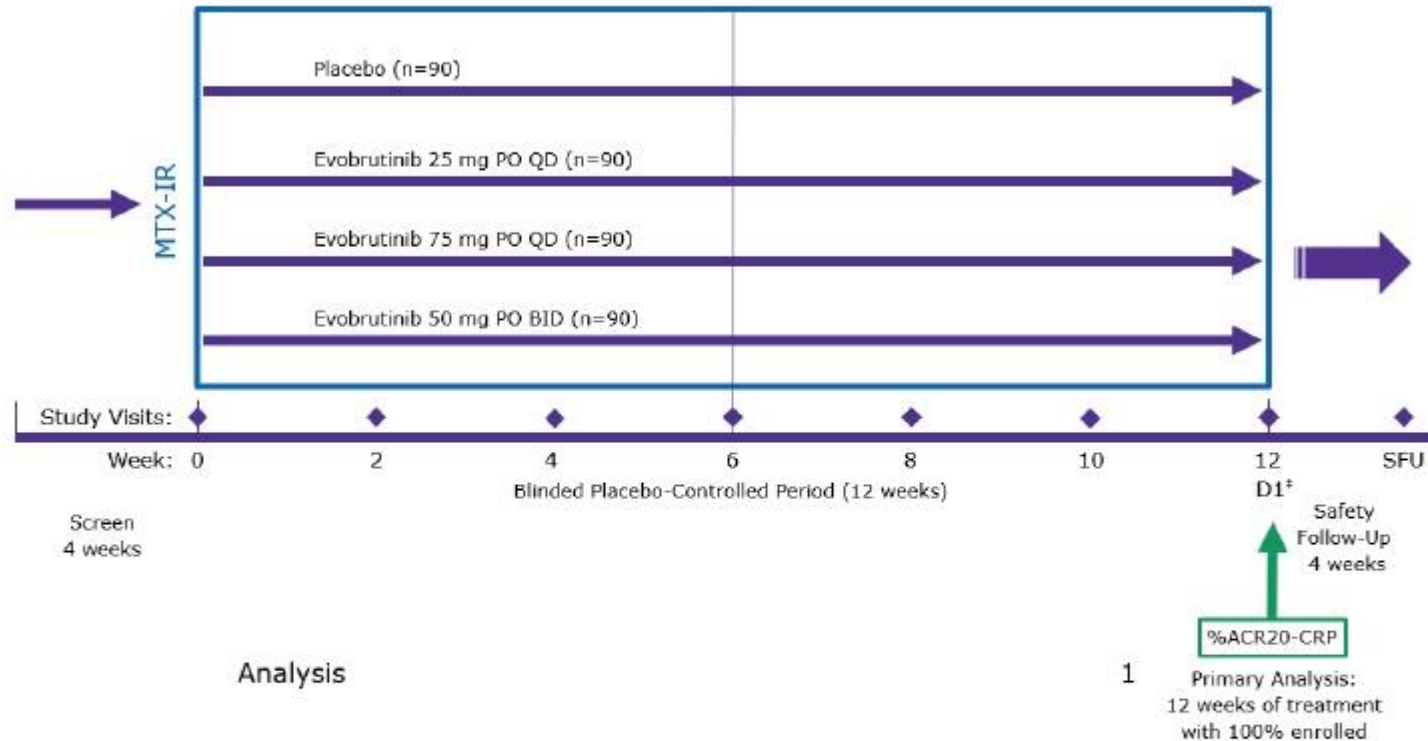 Placebo (n=90)
Evobrutinib 25 mg PO QD (n=90)
MTX-IR
Evobrutinib 75 mg PO QD (n=90)
Evobrutinib 50 mg PO BID (n=90)
Study Visits:
Week: 0 2 4 6 8 10 12 SFU
Blinded Placebo-Controlled Period (12 weeks)
D1‡
Screen
4 weeks
Safety
Follow-Up
4 weeks
%ACR20-CRP
Analysis 1
Primary Analysis:
12 weeks of treatment
with 100% enrolled